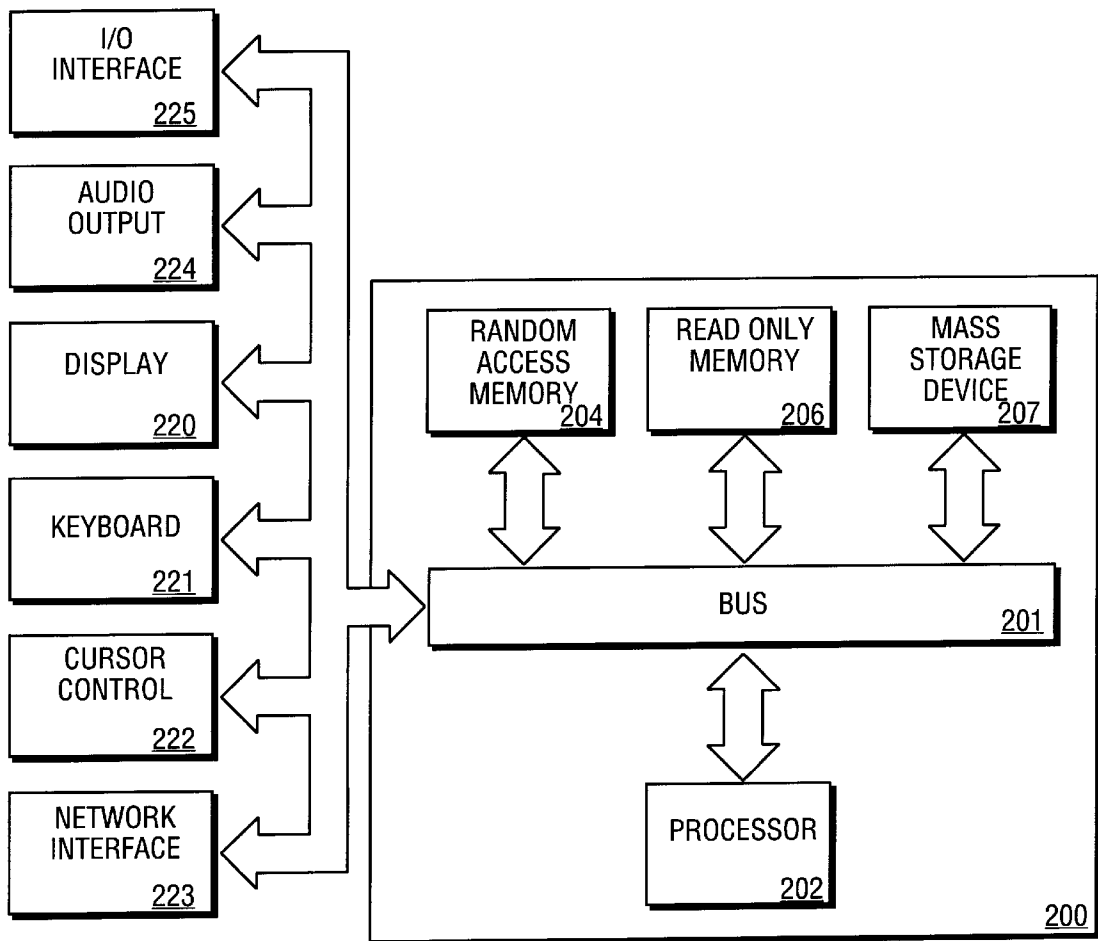 I/O
INTERFACE
225
AUDIO
OUTPUT
224
DISPLAY
220
KEYBOARD
221
CURSOR
CONTROL
222
NETWORK
INTERFACE
223
RANDOM
ACCESS
MEMORY
204
READ ONLY
MEMORY
206
MASS
STORAGE
DEVICE
207
BUS
201
PROCESSOR
202
200